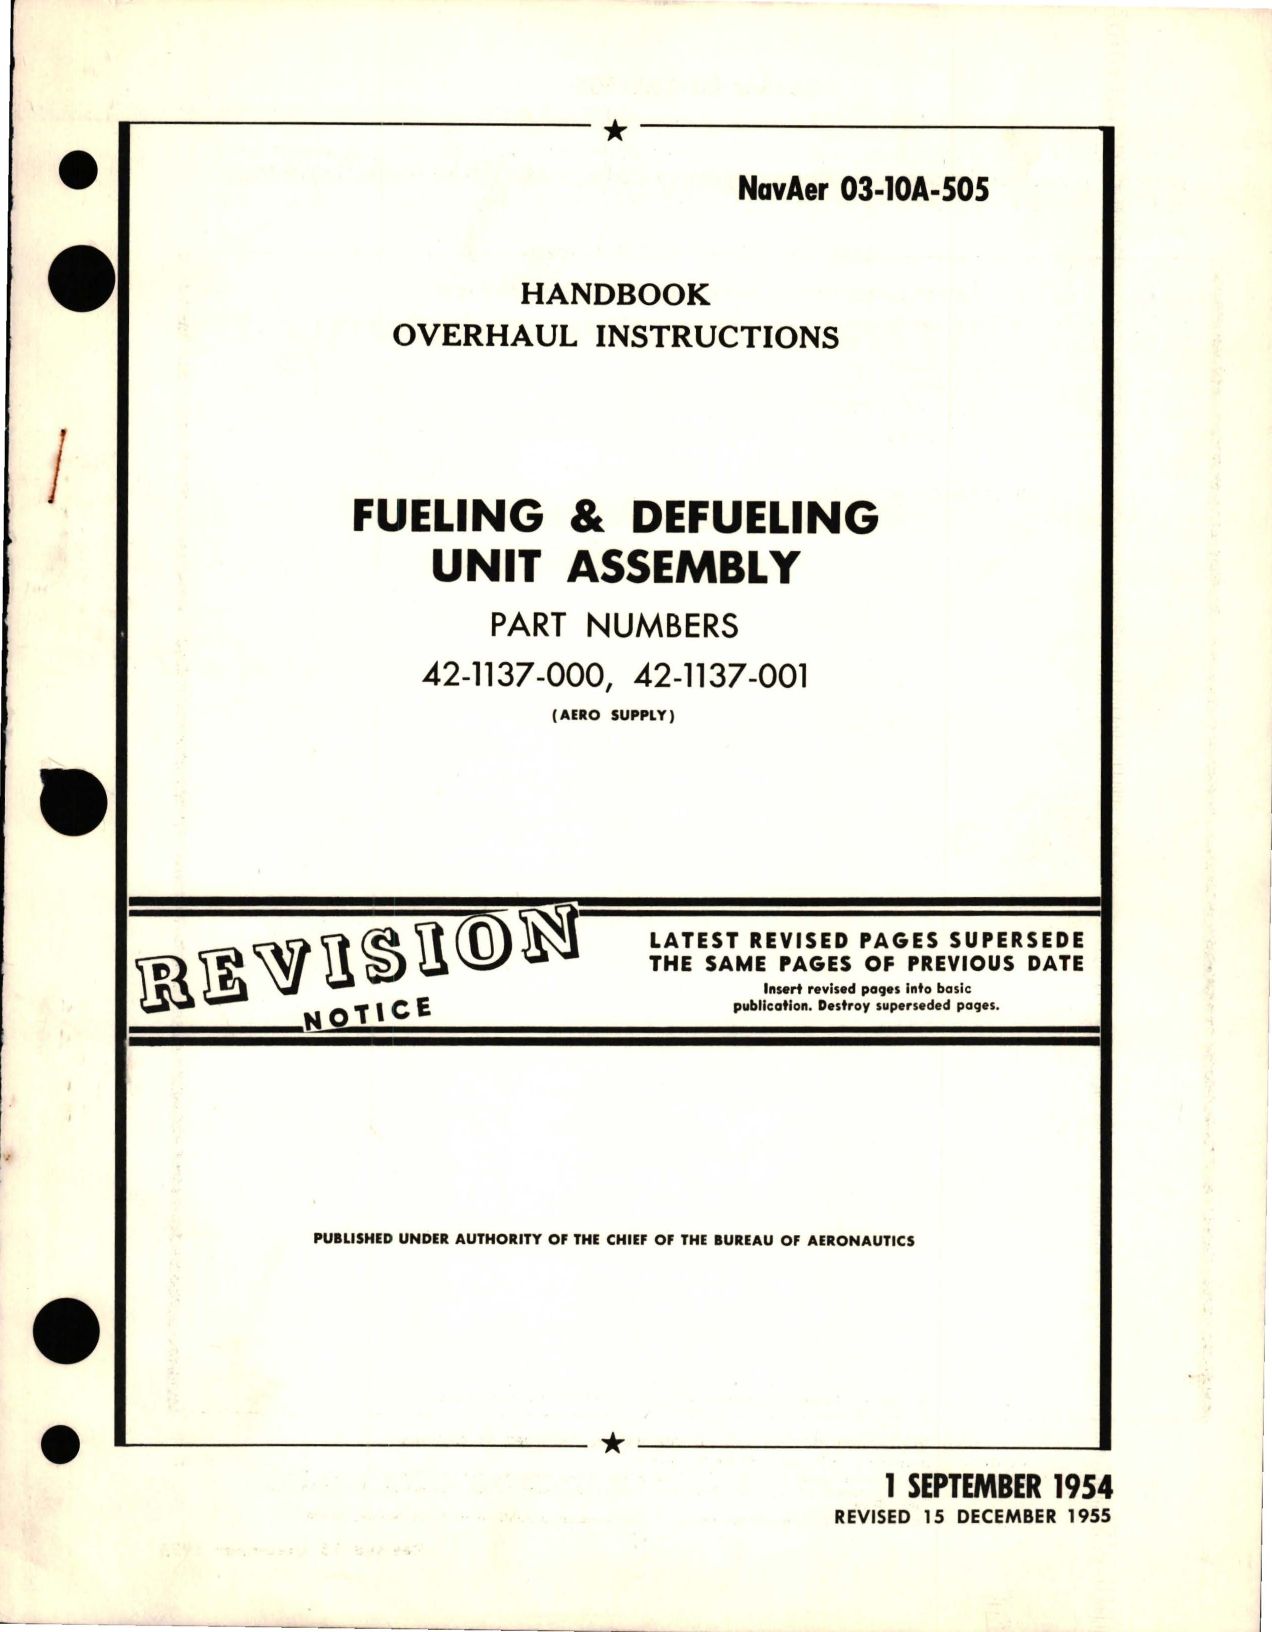 NavAer 03-10A-505
HANDBOOK
OVERHAUL INSTRUCTIONS
FUELING & DEFUELING
UNIT ASSEMBLY
PART NUMBERS
42-1137-000, 42-1137-001
(AERO SUPPLY)
REVISION
NOTICE
LATEST REVISED PAGES SUPERSEDE
THE SAME PAGES OF PREVIOUS DATE
Insert revised pages into basic
publication. Destroy superseded pages.
PUBLISHED UNDER AUTHORITY OF THE CHIEF OF THE BUREAU OF AERONAUTICS
1 SEPTEMBER 1954
REVISED 15 DECEMBER 1955